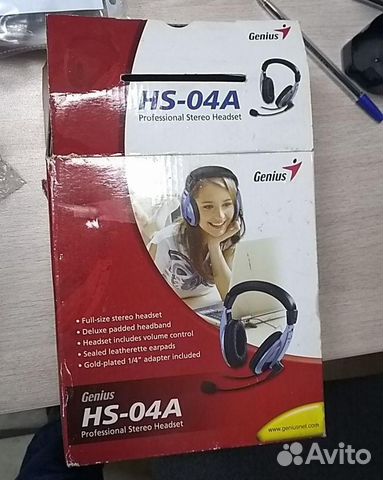 Genius
HS-04A
Professional Stereo Headset
Genius
• Full-size stereo headset
• Deluxe padded headband
• Headset includes volume control
• Sealed leatherette earpads
• Gold-plated 1/4" adapter included
Genius
HS-04A
Professional Stereo Headset
www.geniusnet.com
Avito